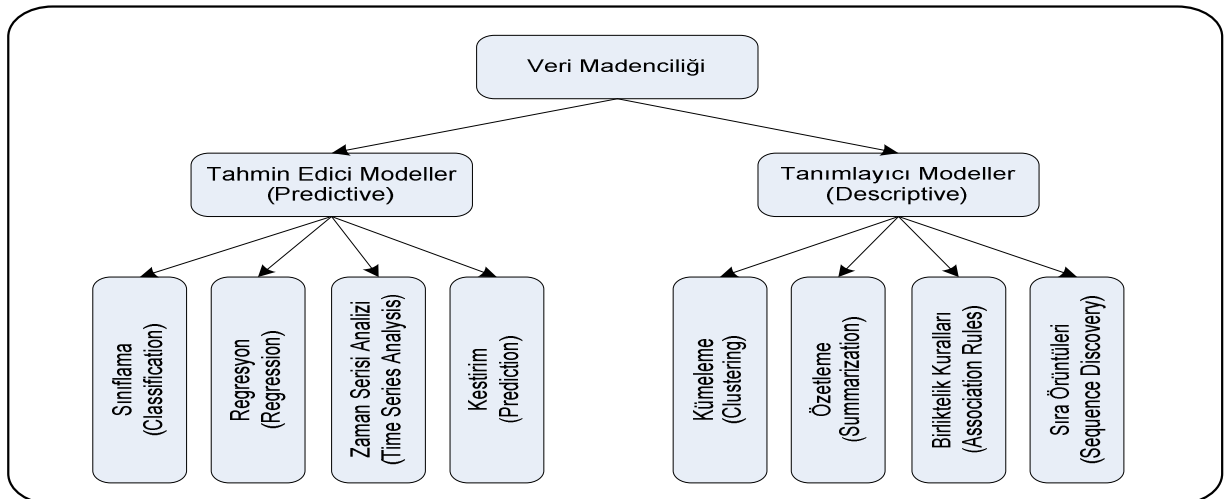 Veri Madenciliği
Tahmin Edici Modeller
(Predictive)
Tanımlayıcı Modeller
(Descriptive)
Sınıflama
(Classification)
Regresyon
(Regression)
Zaman Serisi Analizi
(Time Series Analysis)
Kestirim
(Prediction)
Kümeleme
(Clustering)
Özetleme
(Summarization)
Birliktelik Kuralları
(Association Rules)
Sıra Örüntüleri
(Sequence Discovery)